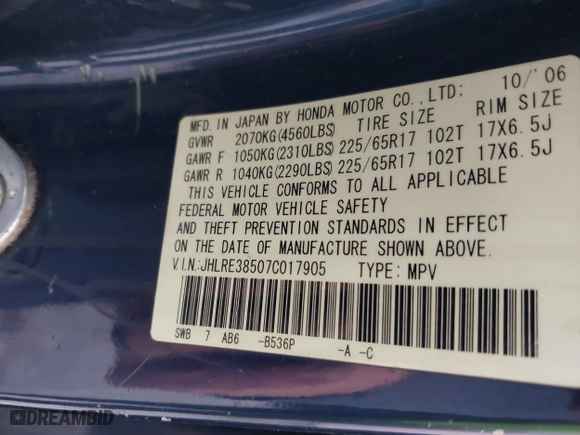 MFD. IN JAPAN BY HONDA MOTOR CO., LTD: 10/'06
GVWR 2070KG(4560LBS) TIRE SIZE RIM SIZE
GAWR F 1050KG(2310LBS) 225/65R17 102T 17X6.5J
GAWR R 1040KG(2290LBS) 225/65R17 102T 17X6.5J
THIS VEHICLE CONFORMS TO ALL APPLICABLE
FEDERAL MOTOR VEHICLE SAFETY
AND THEFT PREVENTION STANDARDS IN EFFECT
ON THE DATE OF MANUFACTURE SHOWN ABOVE.
V.I.N.:JHLRE38507C017905 TYPE: MPV
SWB 7 AB6 -B536P -A -C
DREAMBID